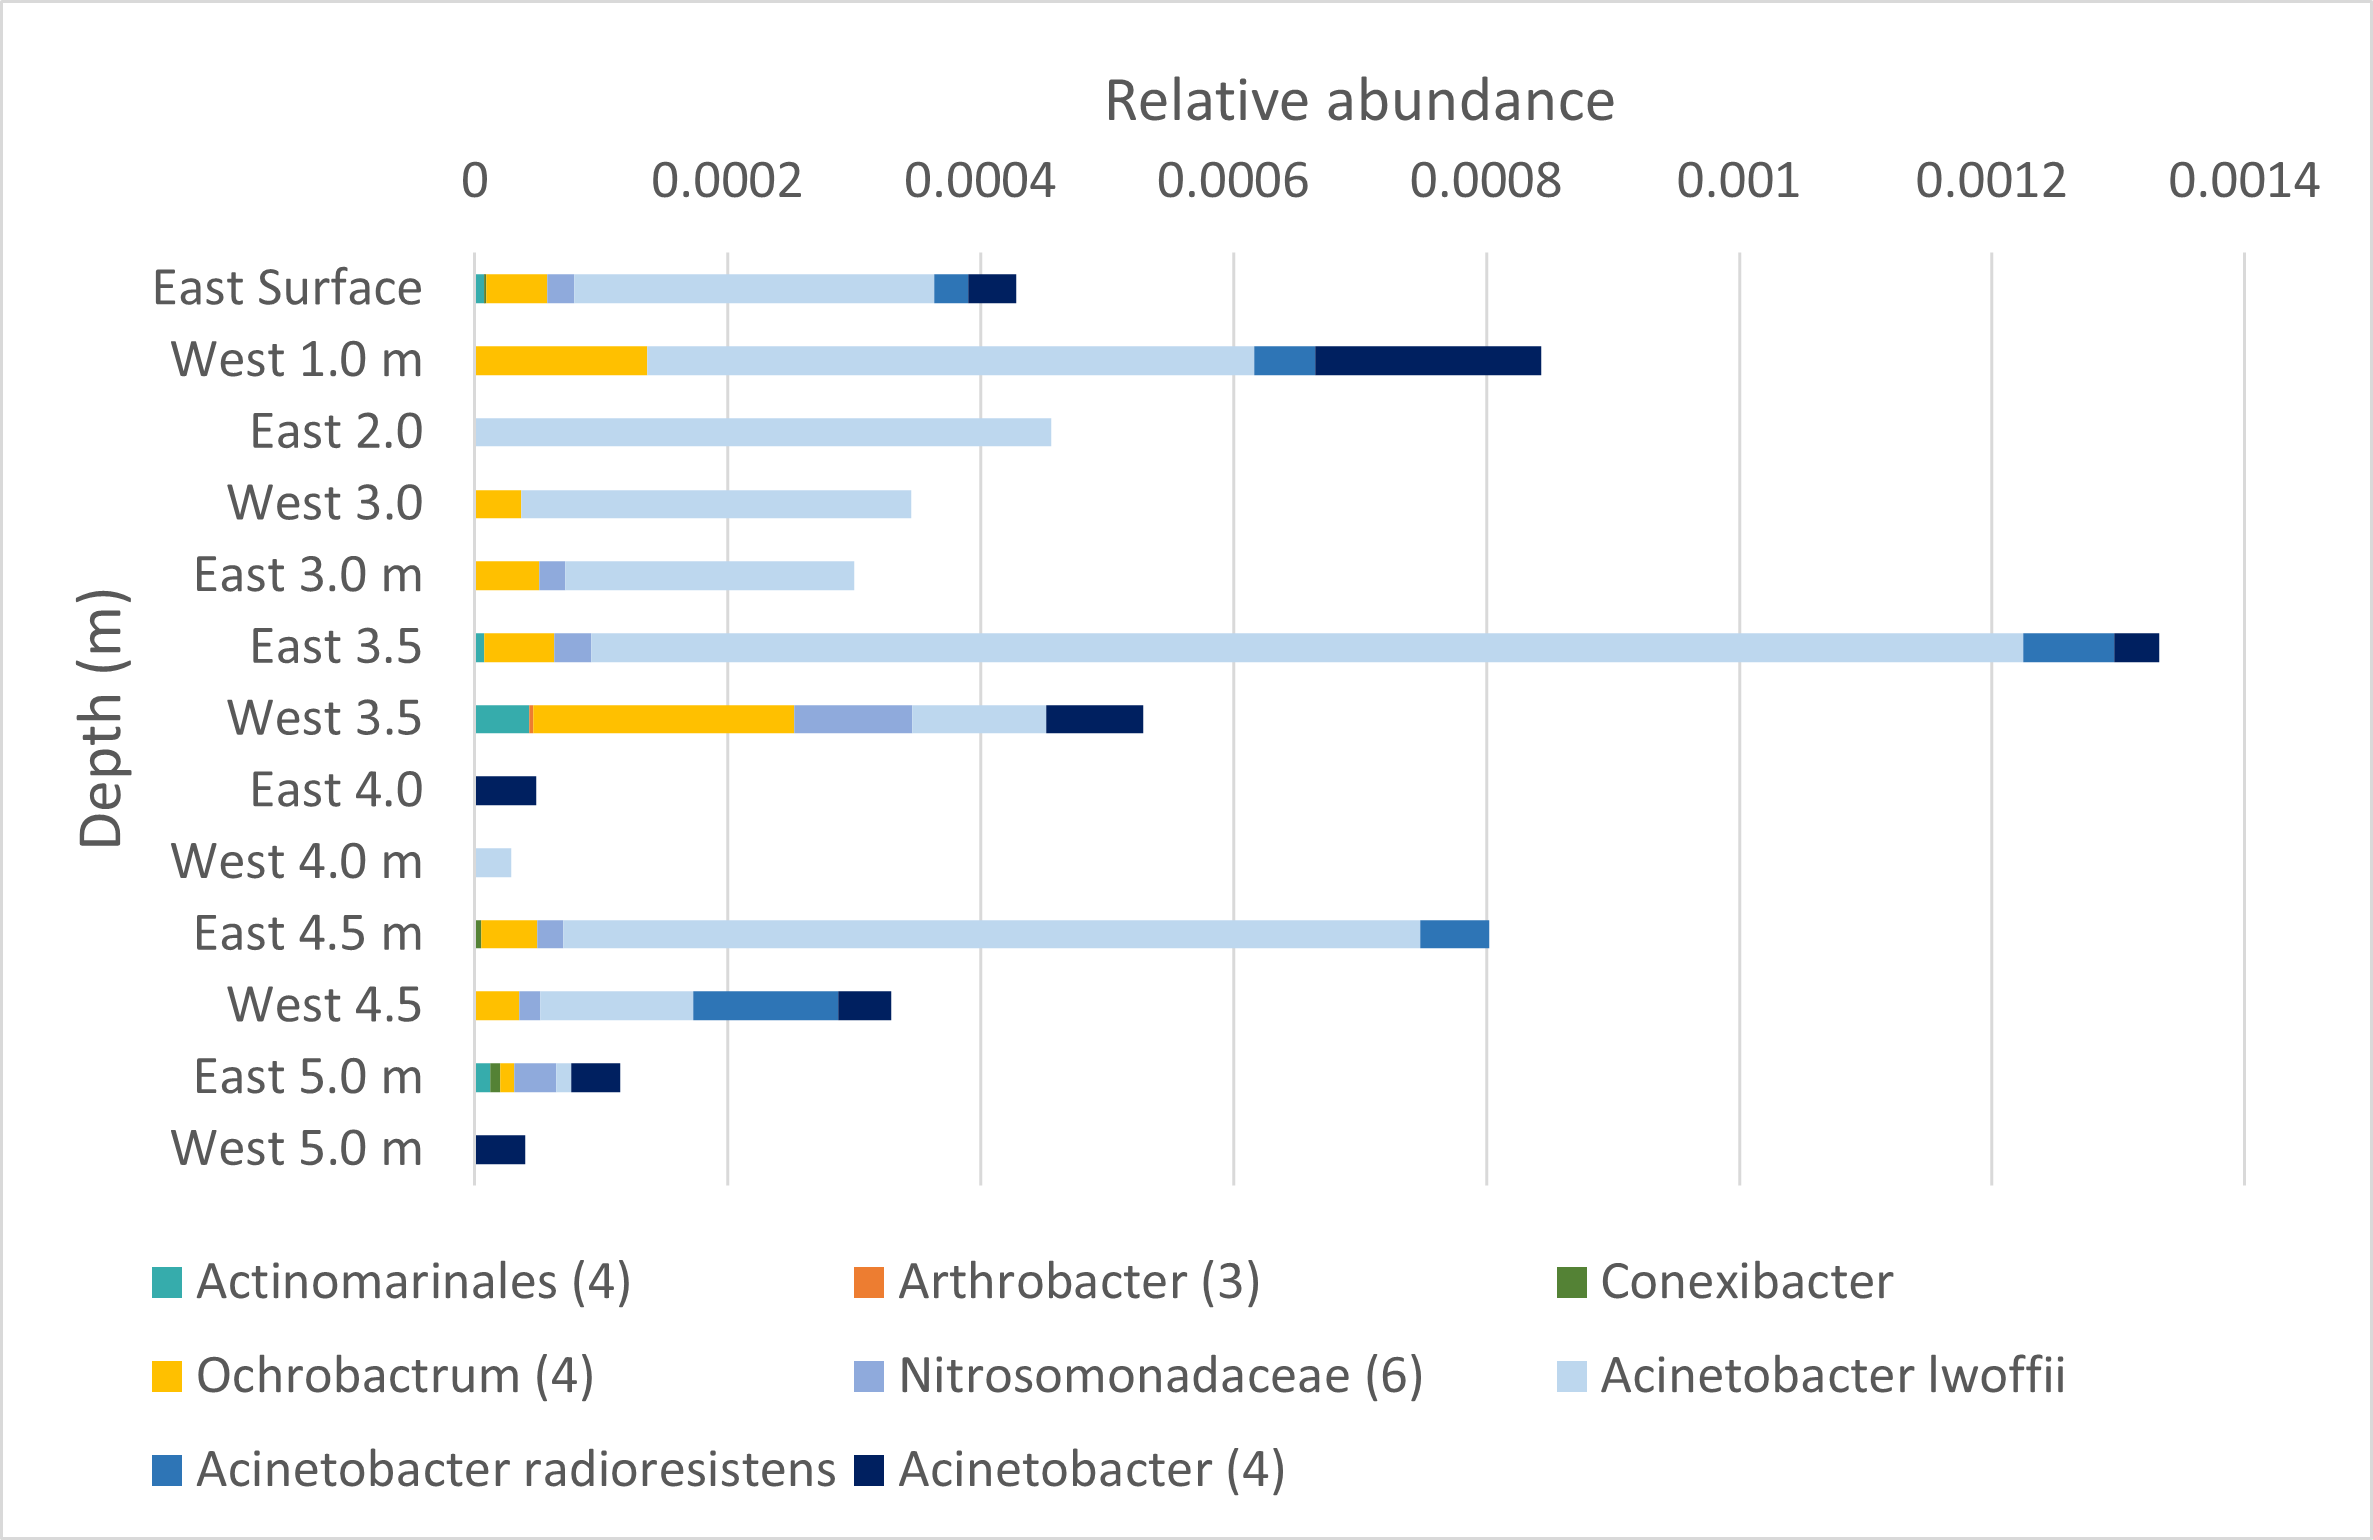 Relative abundance
0 0.0002 0.0004 0.0006 0.0008 0.001 0.0012 0.0014
Depth (m)
East Surface
West 1.0 m
East 2.0
West 3.0
East 3.0 m
East 3.5
West 3.5
East 4.0
West 4.0 m
East 4.5 m
West 4.5
East 5.0 m
West 5.0 m
Actinomarinales (4) Arthrobacter (3) Conexibacter
Ochrobactrum (4) Nitrosomonadaceae (6) Acinetobacter lwoffii
Acinetobacter radioresistens Acinetobacter (4)